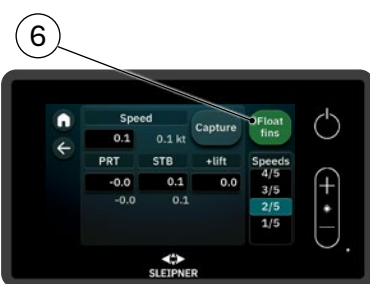 6
Speed
0.1 0.1 kt
Capture
Float
fins
PRT STB +lift
-0.0 0.1 0.0
-0.0 0.1
Speeds
4/5
3/5
2/5
1/5
SLEIPNER